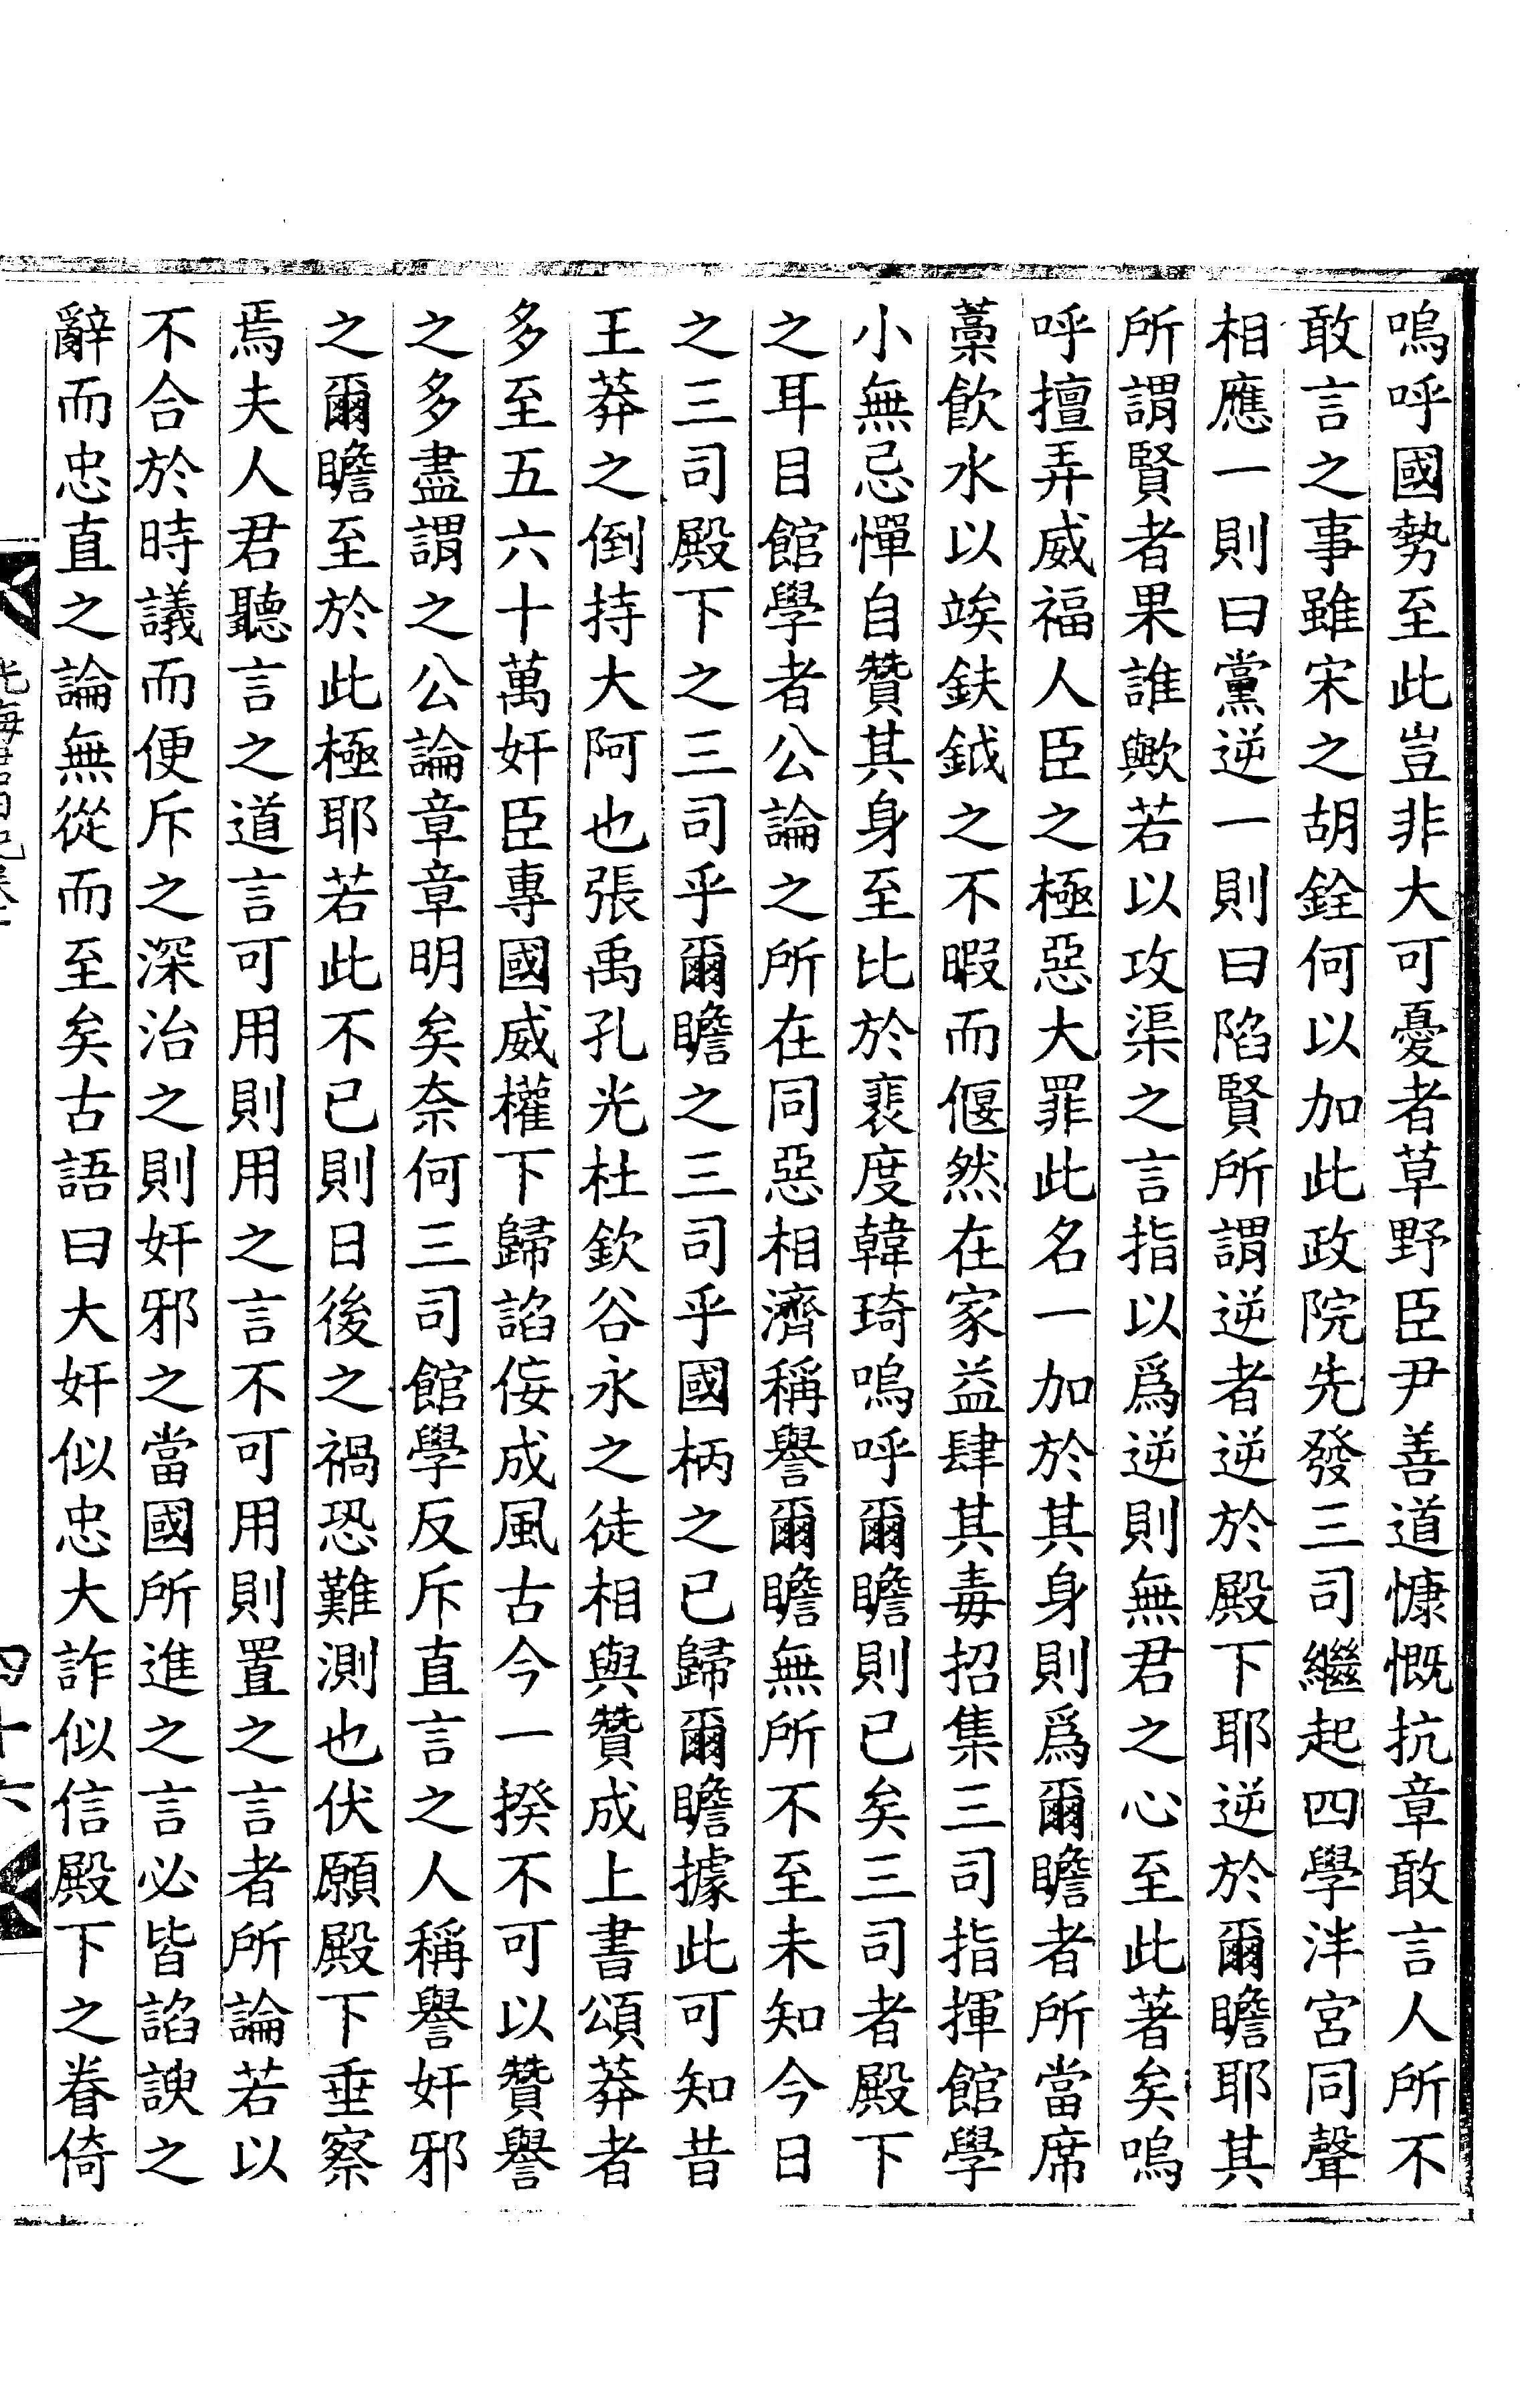 嗚呼國勢至此豈非大可憂者草野臣尹善道慷慨抗章敢言人所不
敢言之事雖宋之胡銓何以加此政院先發三司繼起四學泮宮同聲
相應一則曰黨逆一則曰陷賢所謂逆者逆於殿下耶逆於爾瞻耶其
所謂賢者果誰歟若以攻渠之言指以爲逆則無君之心至此著矣嗚
呼擅弄威福人臣之極惡大罪此名一加於其身則爲爾瞻者所當席
藁飮水以竢鈇鉞之不暇而偃然在家益肆其毒招集三司指揮館學
小無忌憚自贊其身至比於裵度韓琦嗚呼爾瞻則已矣三司者殿下
之耳目館學者公論之所在同惡相濟稱譽爾瞻無所不至未知今日
之三司殿下之三司乎爾瞻之三司乎國柄之已歸爾瞻據此可知昔
王莽之倒持大阿也張禹孔光杜欽谷永之徒相與贊成上書頌莽者
多至五六十萬奸臣專國威權下歸諂侫成風古今一揆不可以贊譽
之多盡謂之公論章章明矣奈何三司館學反斥直言之人稱譽奸邪
之爾瞻至於此極耶若此不已則日後之禍恐難測也伏願殿下垂察
焉夫人君聽言之道言可用則用之言不可用則置之言者所論若以
不合於時議而便斥之深治之則奸邪之當國所進之言必皆諂諛之
辭而忠直之論無從而至矣古語曰大奸似忠大詐似信殿下之眷倚